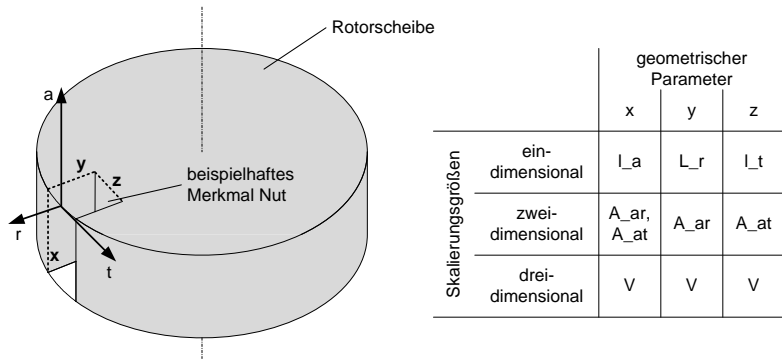 Rotorscheibe
a
y
z
beispielhaftes
Merkmal Nut
r
x
t
geometrischer
Parameter
x y z
Skalierungsgrößen
ein-
dimensional
l_a L_r l_t
zwei-
dimensional
A_ar,
A_at
A_ar A_at
drei-
dimensional
V V V